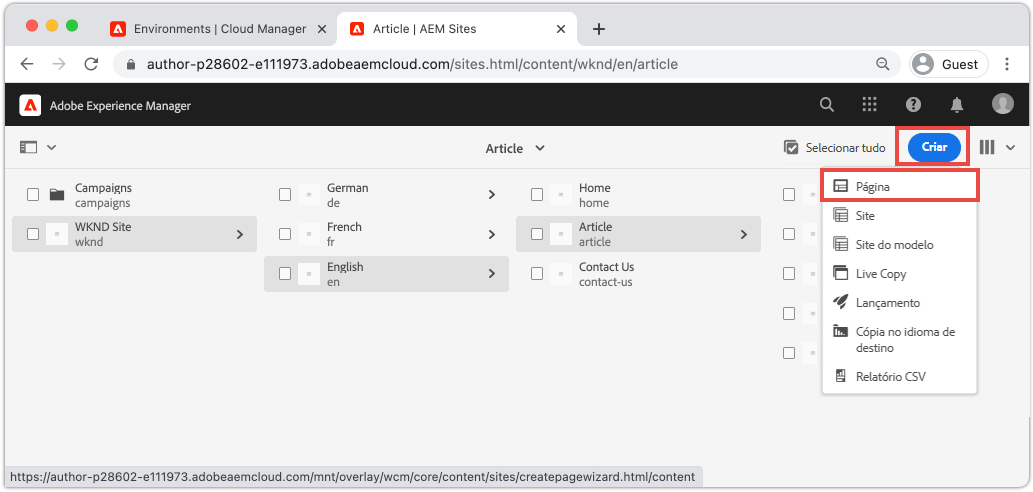 Environments | Cloud Manager
Article | AEM Sites
author-p28602-e111973.adobeaemcloud.com/sites.html/content/wknd/en/article
Guest
Adobe Experience Manager
Article
Selecionar tudo
Criar
Campaigns
campaigns
WKND Site
wknd
German
de
French
fr
English
en
Home
home
Article
article
Contact Us
contact-us
Página
Site
Site do modelo
Live Copy
Lançamento
Cópia no idioma de
destino
Relatório CSV
https://author-p28602-e111973.adobeaemcloud.com/mnt/overlay/wcm/core/content/sites/createpagewizard.html/content